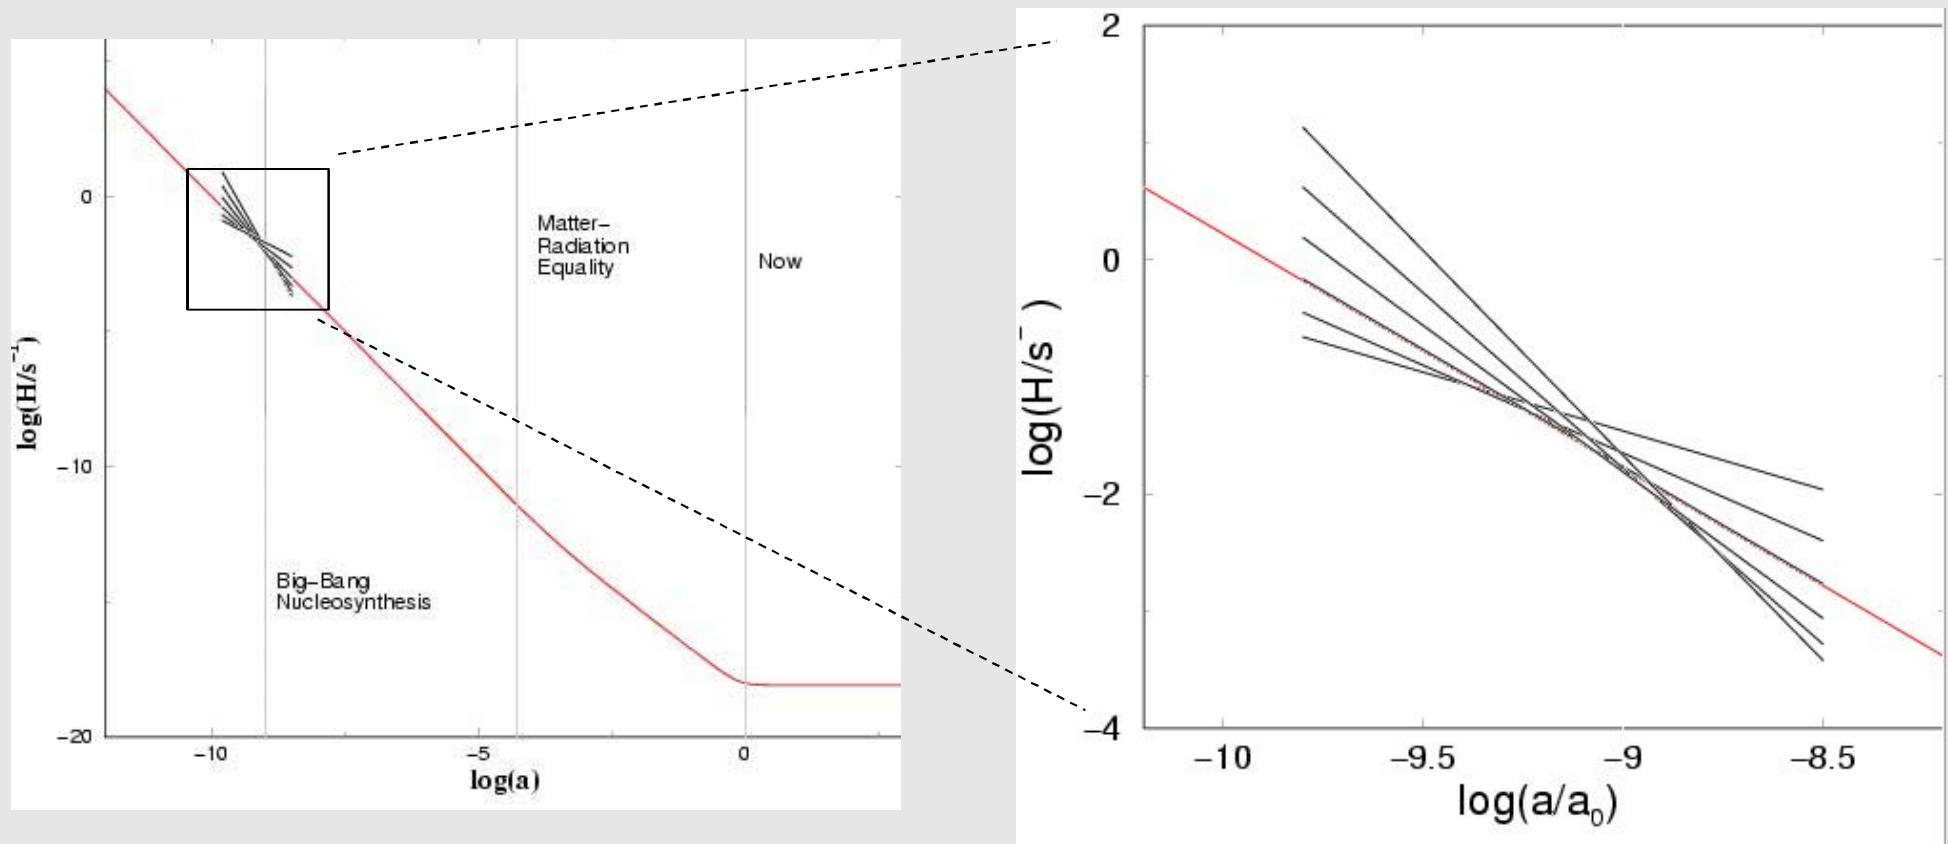 0
−10
−20
−10
−5
0
log(a)
log(H/s⁻¹)
Matter−
Radiation
Equality
Now
Big−Bang
Nucleosynthesis
2
0
−2
−4
−10
−9.5
−9
−8.5
log(a/a₀)
log(H/s⁻ )